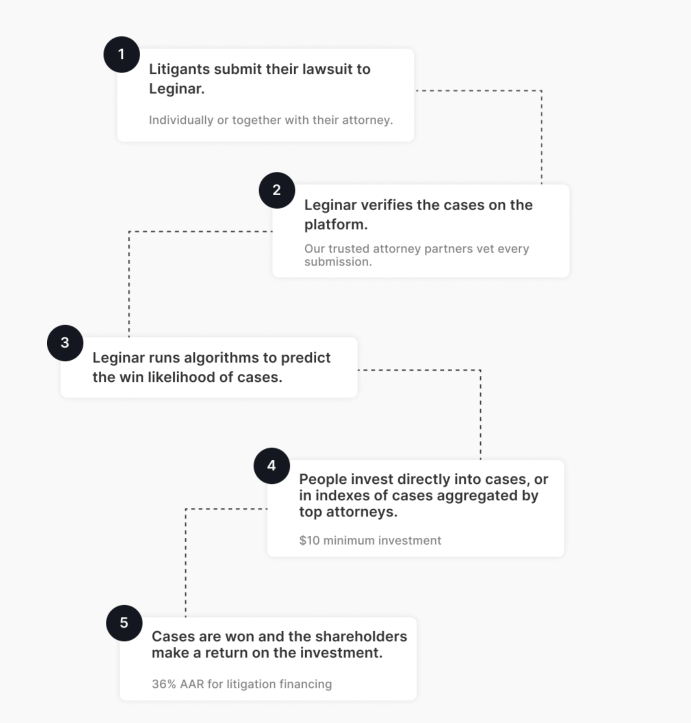 1
Litigants submit their lawsuit to
Leginar.
Individually or together with their attorney.
2
Leginar verifies the cases on the
platform.
Our trusted attorney partners vet every
submission.
3
Leginar runs algorithms to predict
the win likelihood of cases.
4
People invest directly into cases, or
in indexes of cases aggregated by
top attorneys.
$10 minimum investment
5
Cases are won and the shareholders
make a return on the investment.
36% AAR for litigation financing